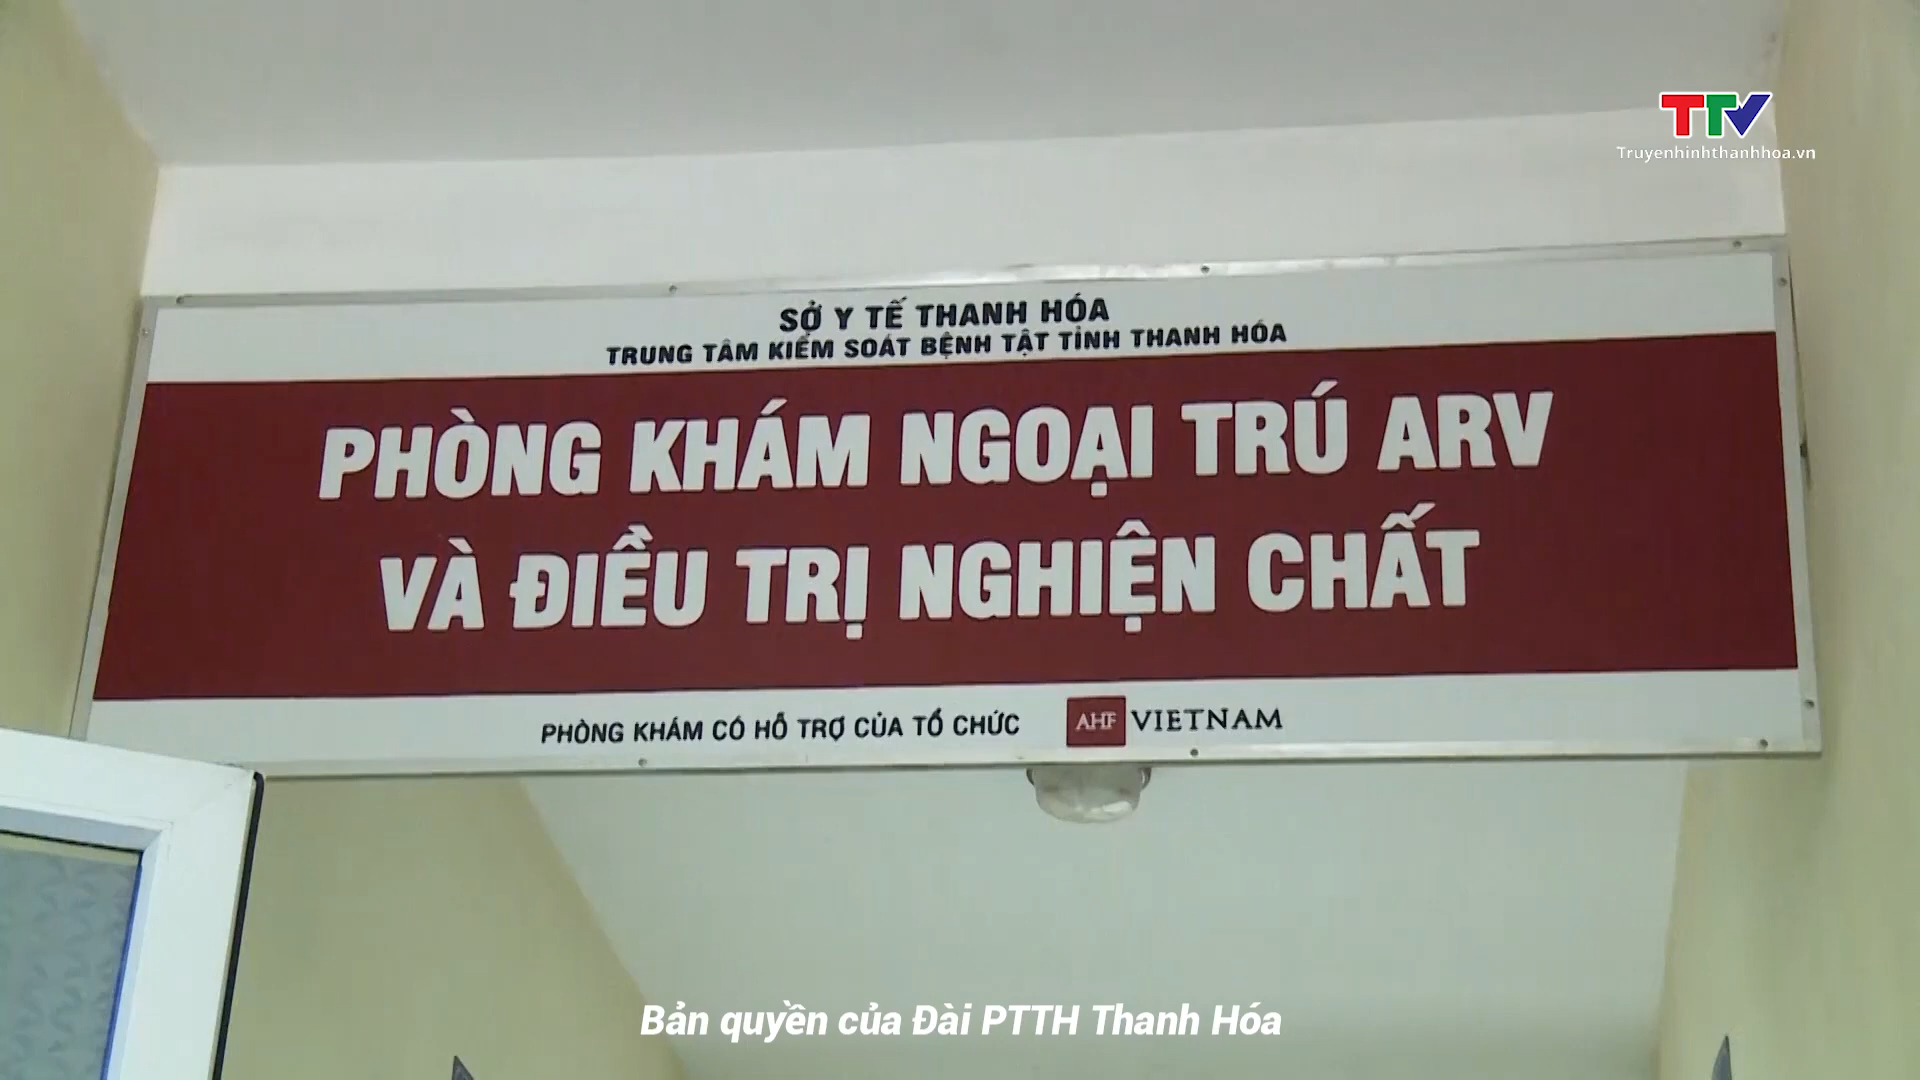 TTV
Truyenhinhthanhhoa.vn
SỞ Y TẾ THANH HÓA
TRUNG TÂM KIỂM SOÁT BỆNH TẬT TỈNH THANH HÓA
PHÒNG KHÁM NGOẠI TRÚ ARV
VÀ ĐIỀU TRỊ NGHIỆN CHẤT
PHÒNG KHÁM CÓ HỖ TRỢ CỦA TỔ CHỨC AHF VIETNAM
Bản quyền của Đài PTTH Thanh Hóa